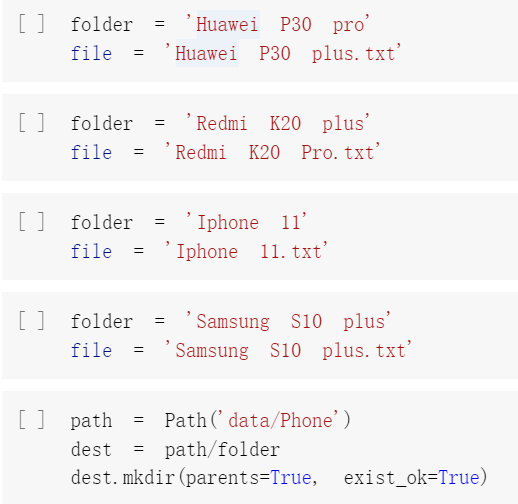 [ ] folder = 'Huawei P30 pro'
file = 'Huawei P30 plus.txt'
[ ] folder = 'Redmi K20 plus'
file = 'Redmi K20 Pro.txt'
[ ] folder = 'Iphone 11'
file = 'Iphone 11.txt'
[ ] folder = 'Samsung S10 plus'
file = 'Samsung S10 plus.txt'
[ ] path = Path('data/Phone')
dest = path/folder
dest.mkdir(parents=True, exist_ok=True)